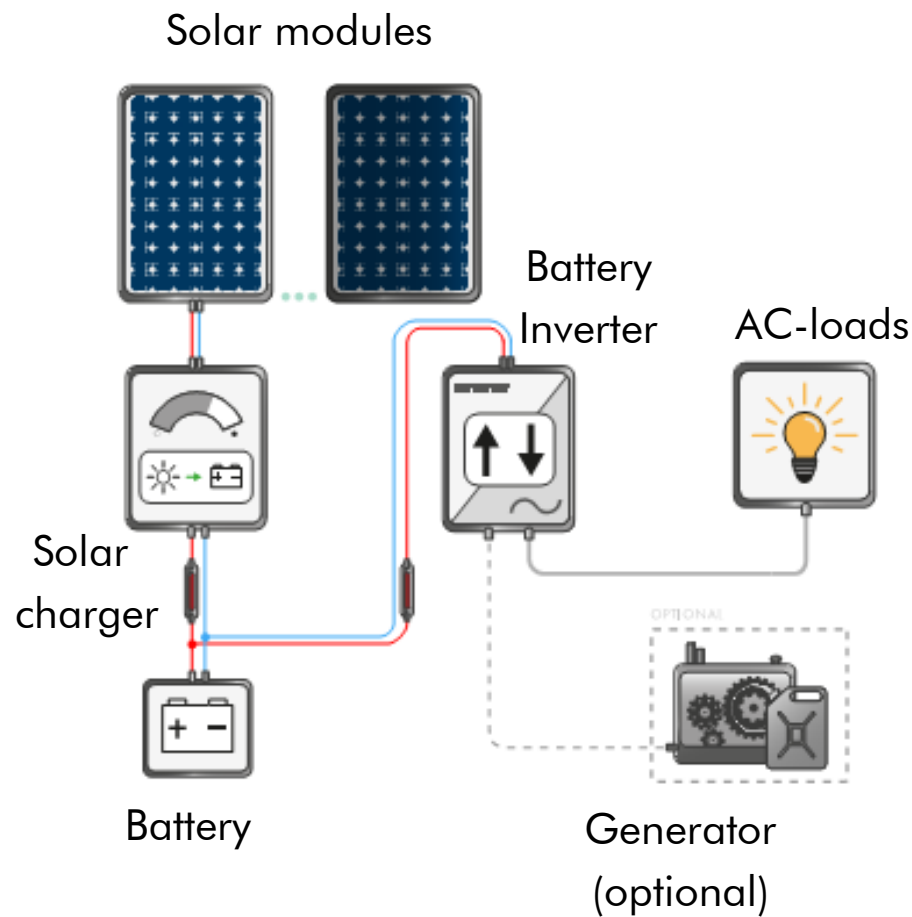 Solar modules
Battery
Inverter
AC-loads
Solar
charger
OPTIONAL
Battery
Generator
(optional)